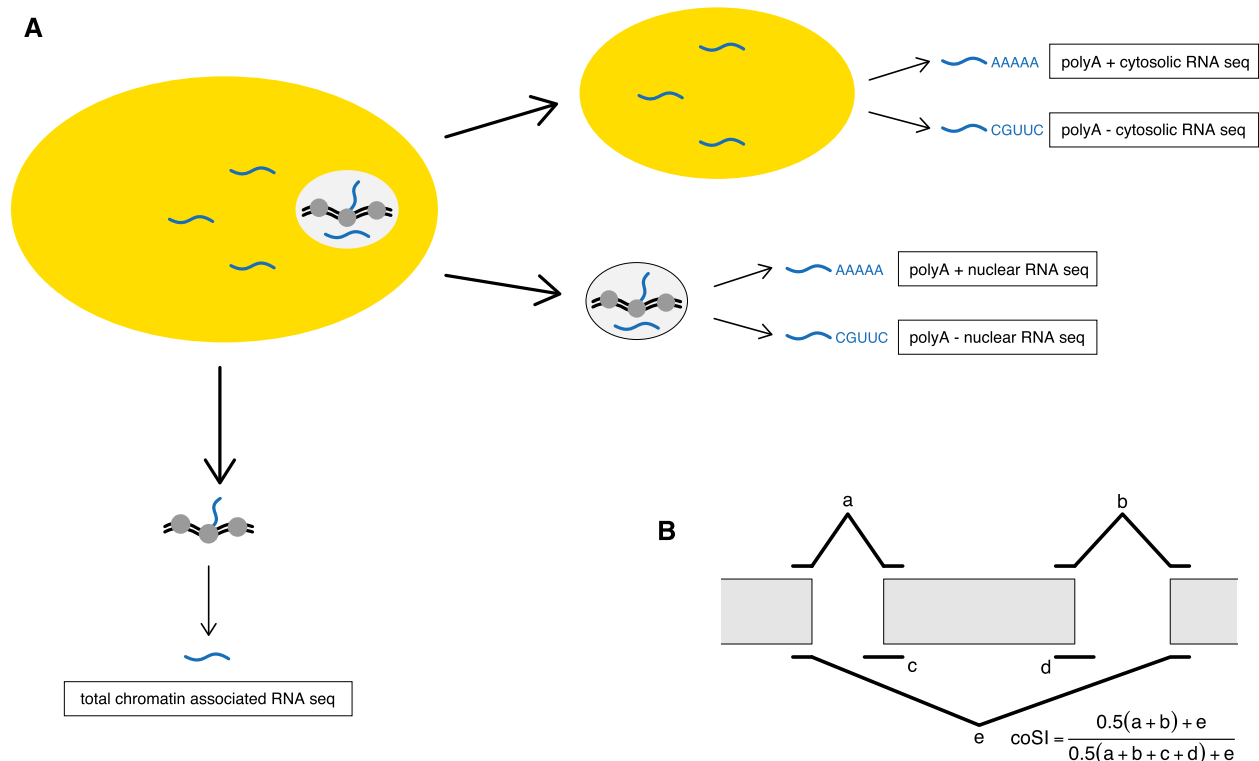 A
AAAAA
polyA + cytosolic RNA seq
CGUUC
polyA - cytosolic RNA seq
AAAAA
polyA + nuclear RNA seq
CGUUC
polyA - nuclear RNA seq
total chromatin associated RNA seq
B
a
b
c
d
e
coSI = 0.5(a + b) + e
0.5(a + b + c + d) + e